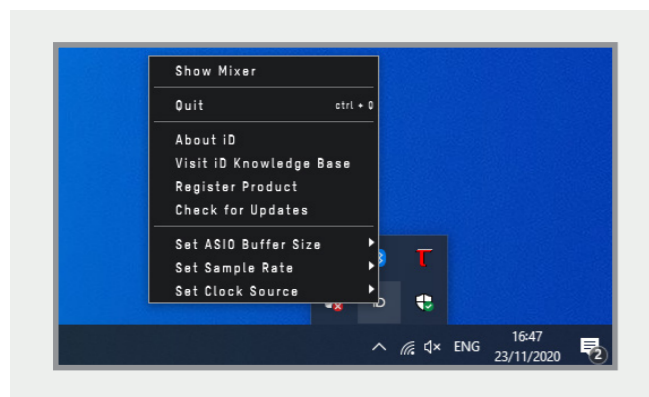 Show Mixer
Quit ctrl + Q
About iD
Visit iD Knowledge Base
Register Product
Check for Updates
Set ASIO Buffer Size
Set Sample Rate
Set Clock Source
iD
ENG
16:47
23/11/2020
2